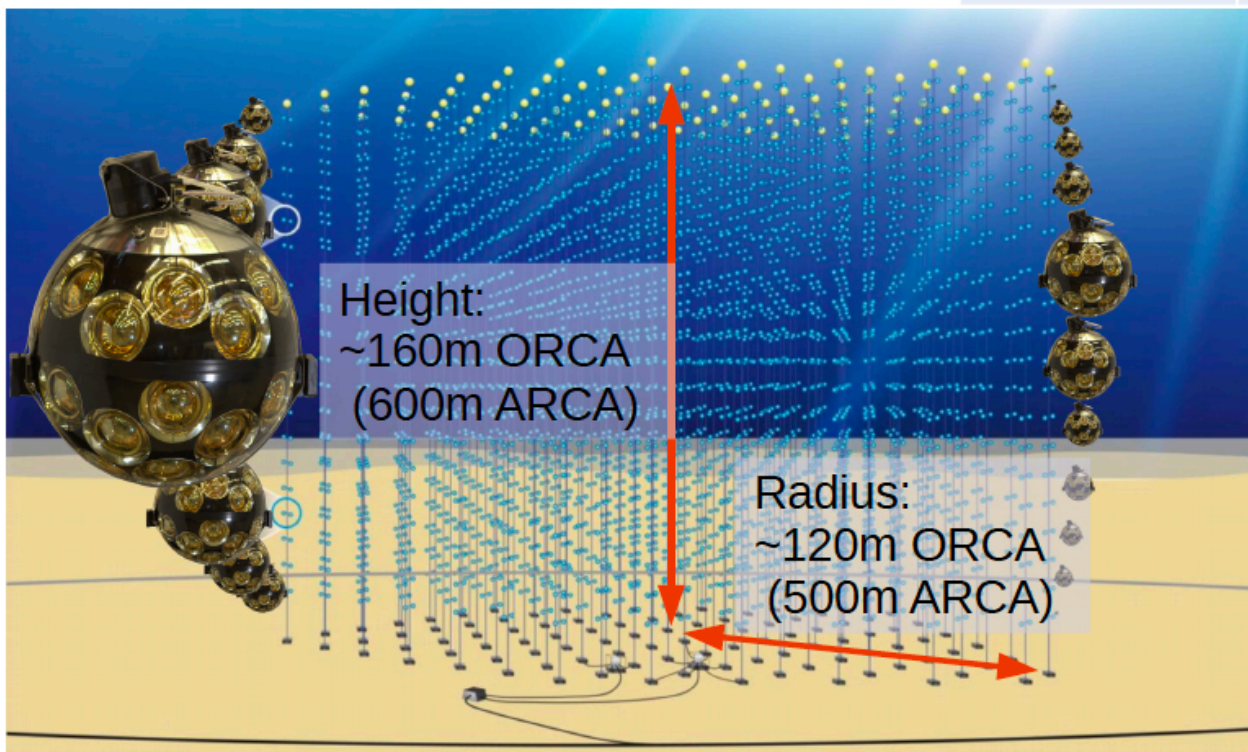 Height:
~160m ORCA
(600m ARCA)
Radius:
~120m ORCA
(500m ARCA)